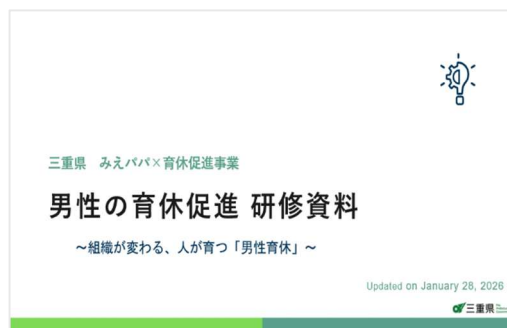 三重県　みえパパ×育休促進事業
男性の育休促進 研修資料
～組織が変わる、人が育つ「男性育休」～
Updated on January 28, 2026
三重県